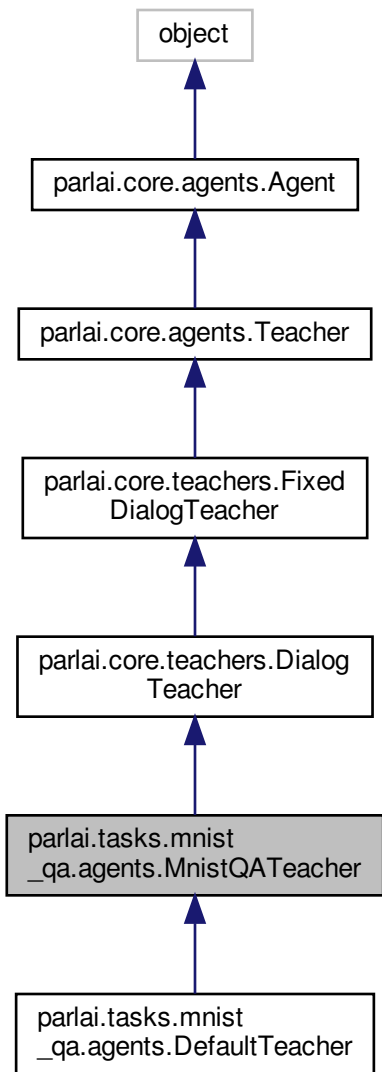 object
parlai.core.agents.Agent
parlai.core.agents.Teacher
parlai.core.teachers.Fixed
DialogTeacher
parlai.core.teachers.Dialog
Teacher
parlai.tasks.mnist
_qa.agents.MnistQATeacher
parlai.tasks.mnist
_qa.agents.DefaultTeacher